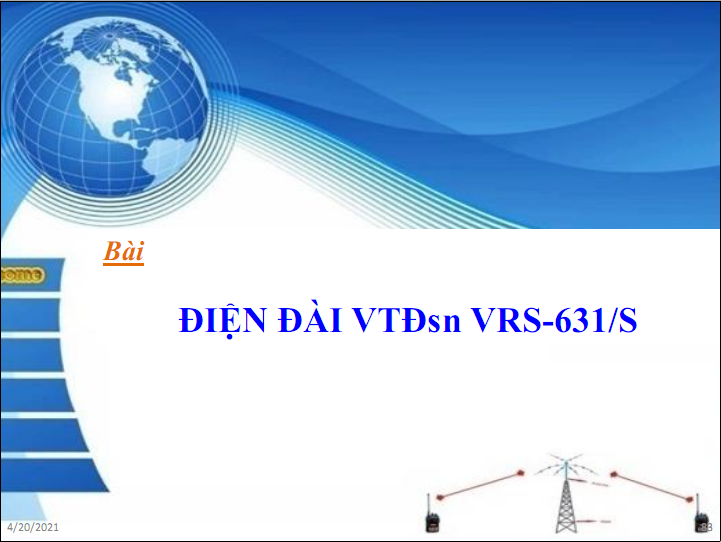 Bài
ĐIỆN ĐÀI VTĐsn VRS-631/S
4/20/2021